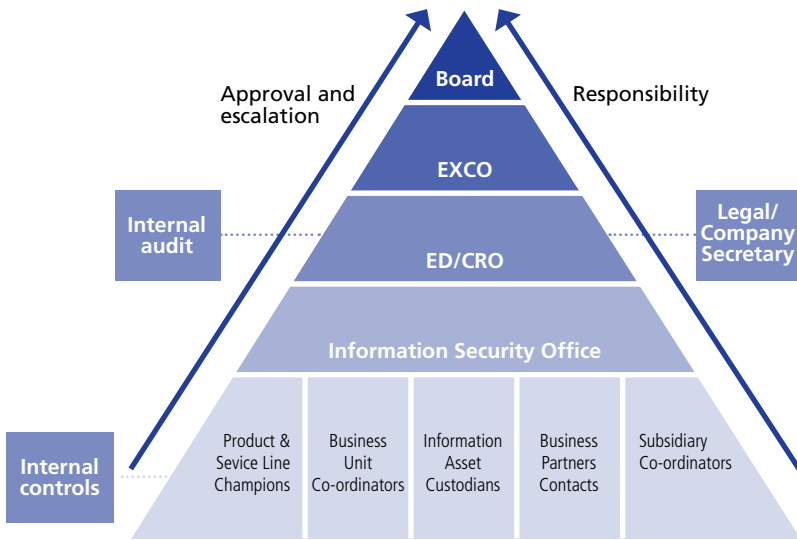 Board
Approval and
escalation
Responsibility
EXCO
Internal
audit
Legal/
Company
Secretary
ED/CRO
Information Security Office
Internal
controls
Product &
Sevice Line
Champions
Business
Unit
Co-ordinators
Information
Asset
Custodians
Business
Partners
Contacts
Subsidiary
Co-ordinators